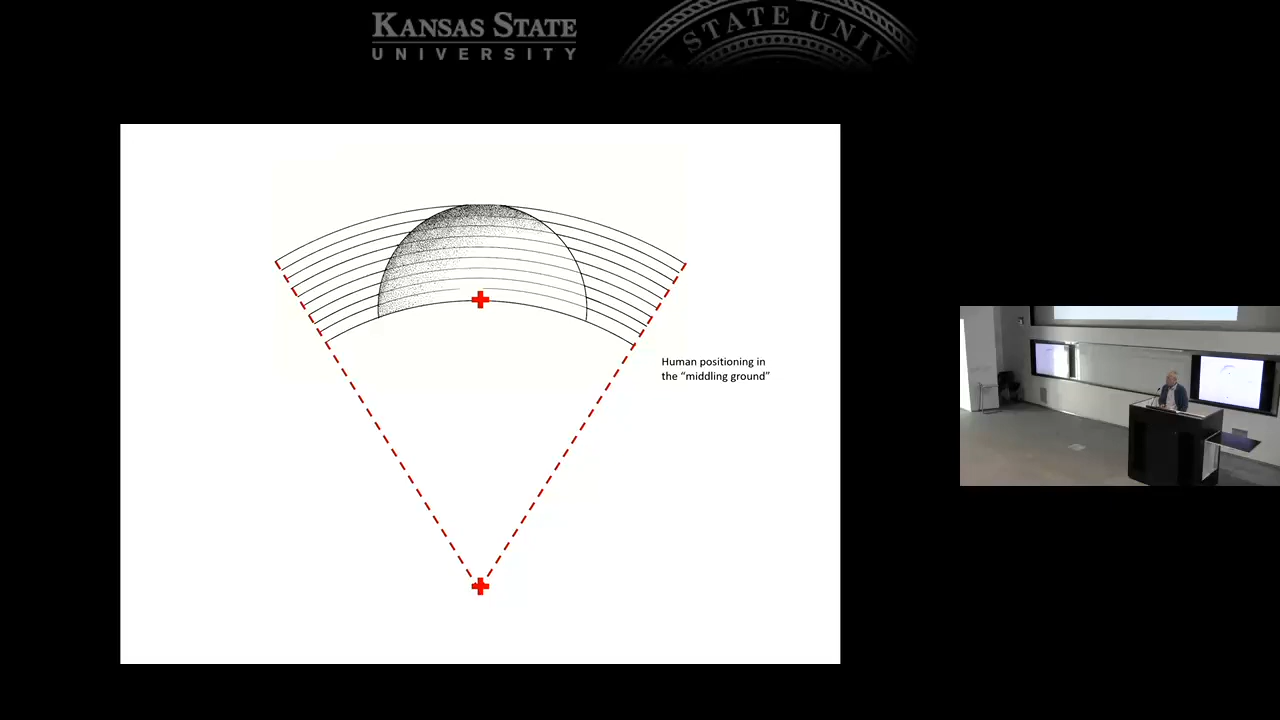 KANSAS STATE
UNIVERSITY
STATE UNIV
Human positioning in
the “middling ground”